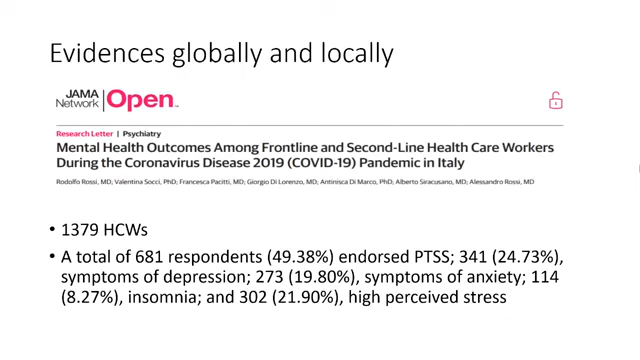 Evidences globally and locally
JAMA
Network | Open™
Research Letter | Psychiatry
Mental Health Outcomes Among Frontline and Second-Line Health Care Workers
During the Coronavirus Disease 2019 (COVID-19) Pandemic in Italy
Rodolfo Rossi, MD; Valentina Socci, PhD; Francesca Pacitti, MD; Giorgio Di Lorenzo, MD; Antinisca Di Marco, PhD; Alberto Siracusano, MD; Alessandro Rossi, MD
• 1379 HCWs
• A total of 681 respondents (49.38%) endorsed PTSS; 341 (24.73%),
symptoms of depression; 273 (19.80%), symptoms of anxiety; 114
(8.27%), insomnia; and 302 (21.90%), high perceived stress